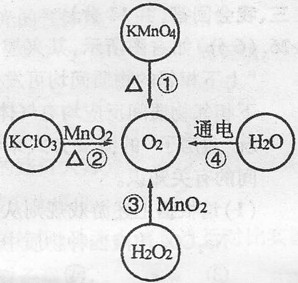 KMnO₄
△ ①
KClO₃ MnO₂ △② O₂ 通电 ④ H₂O
③ MnO₂
H₂O₂